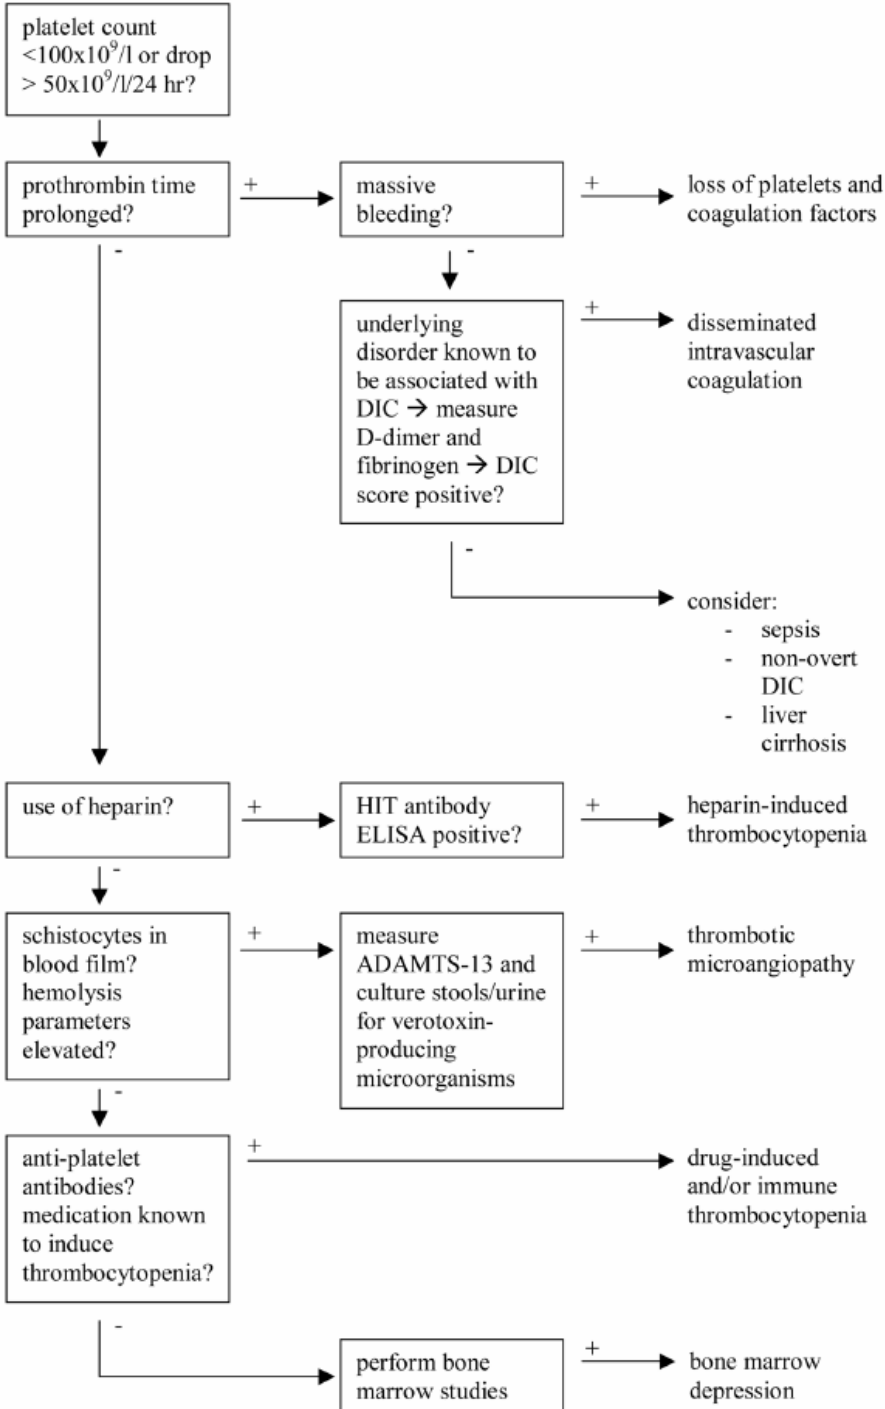 platelet count
<100x10⁹/l or drop
> 50x10⁹/l/24 hr?
prothrombin time
prolonged?
+
massive
bleeding?
+
loss of platelets and
coagulation factors
-
-
underlying
disorder known to
be associated with
DIC → measure
D-dimer and
fibrinogen → DIC
score positive?
+
disseminated
intravascular
coagulation
-
consider:
- sepsis
- non-overt
DIC
- liver
cirrhosis
use of heparin?
+
HIT antibody
ELISA positive?
+
heparin-induced
thrombocytopenia
-
schistocytes in
blood film?
hemolysis
parameters
elevated?
+
measure
ADAMTS-13 and
culture stools/urine
for verotoxin-
producing
microorganisms
+
thrombotic
microangiopathy
-
anti-platelet
antibodies?
medication known
to induce
thrombocytopenia?
+
drug-induced
and/or immune
thrombocytopenia
-
perform bone
marrow studies
+
bone marrow
depression